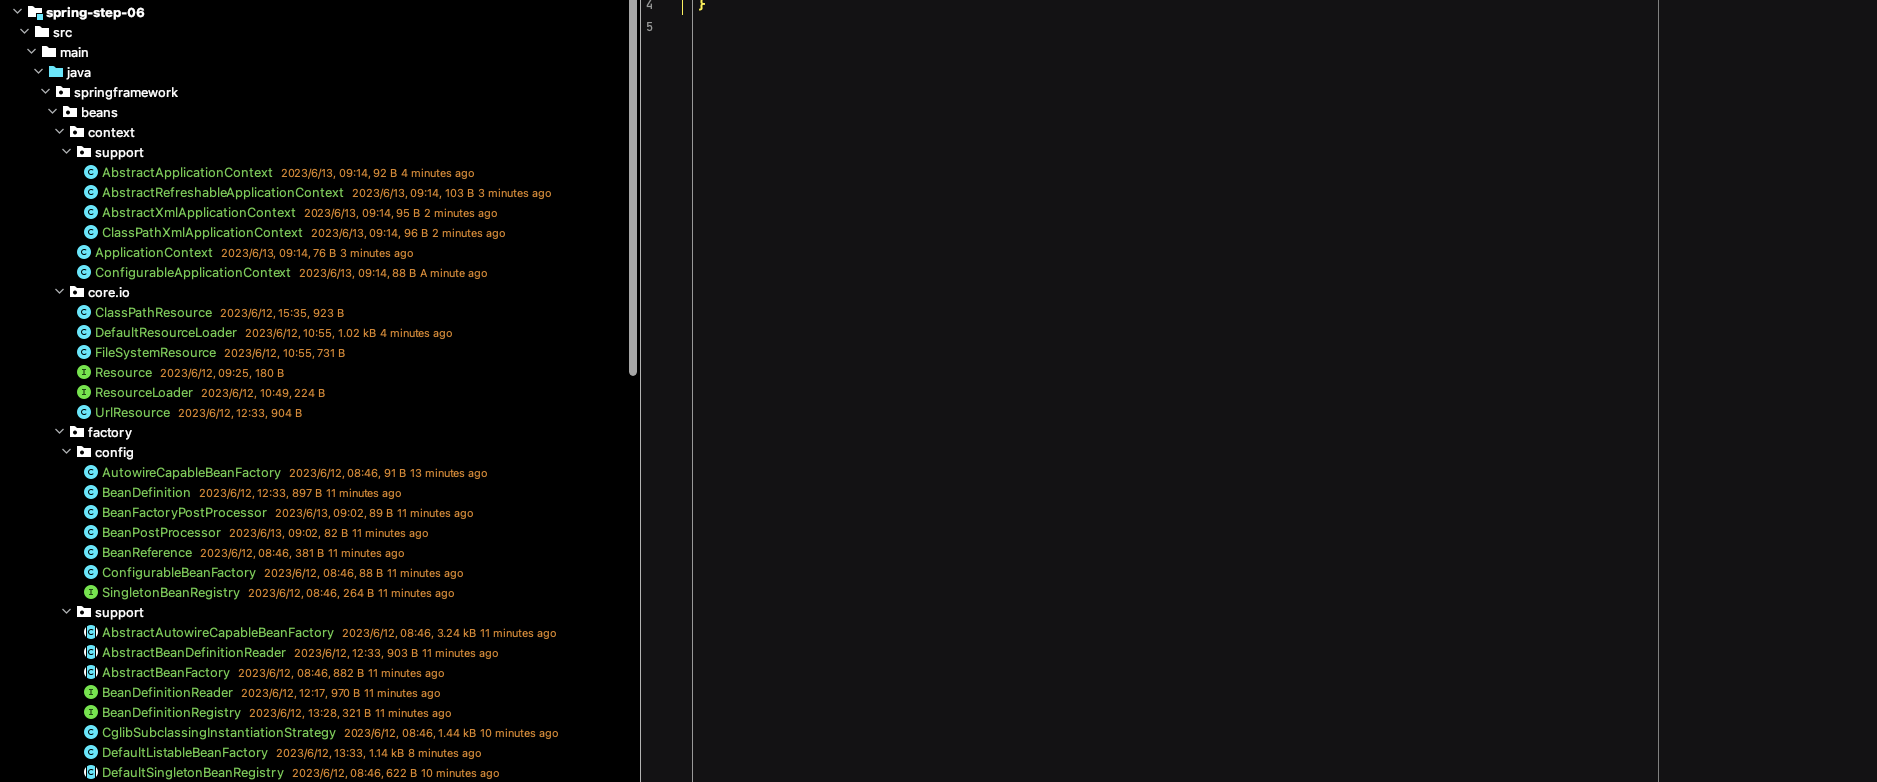 spring-step-06
src
main
java
springframework
beans
context
support
AbstractApplicationContext 2023/6/13, 09:14, 92 B 4 minutes ago
AbstractRefreshableApplicationContext 2023/6/13, 09:14, 103 B 3 minutes ago
AbstractXmlApplicationContext 2023/6/13, 09:14, 95 B 2 minutes ago
ClassPathXmlApplicationContext 2023/6/13, 09:14, 96 B 2 minutes ago
ApplicationContext 2023/6/13, 09:14, 76 B 3 minutes ago
ConfigurableApplicationContext 2023/6/13, 09:14, 88 B A minute ago
core.io
ClassPathResource 2023/6/12, 15:35, 923 B
DefaultResourceLoader 2023/6/12, 10:55, 1.02 kB 4 minutes ago
FileSystemResource 2023/6/12, 10:55, 731 B
Resource 2023/6/12, 09:25, 180 B
ResourceLoader 2023/6/12, 10:49, 224 B
UrlResource 2023/6/12, 12:33, 904 B
factory
config
AutowireCapableBeanFactory 2023/6/12, 08:46, 91 B 13 minutes ago
BeanDefinition 2023/6/12, 12:33, 897 B 11 minutes ago
BeanFactoryPostProcessor 2023/6/13, 09:02, 89 B 11 minutes ago
BeanPostProcessor 2023/6/13, 09:02, 82 B 11 minutes ago
BeanReference 2023/6/12, 08:46, 381 B 11 minutes ago
ConfigurableBeanFactory 2023/6/12, 08:46, 88 B 11 minutes ago
SingletonBeanRegistry 2023/6/12, 08:46, 264 B 11 minutes ago
support
AbstractAutowireCapableBeanFactory 2023/6/12, 08:46, 3.24 kB 11 minutes ago
AbstractBeanDefinitionReader 2023/6/12, 12:33, 903 B 11 minutes ago
AbstractBeanFactory 2023/6/12, 08:46, 882 B 11 minutes ago
BeanDefinitionReader 2023/6/12, 12:17, 970 B 11 minutes ago
BeanDefinitionRegistry 2023/6/12, 13:28, 321 B 11 minutes ago
CglibSubclassingInstantiationStrategy 2023/6/12, 08:46, 1.44 kB 10 minutes ago
DefaultListableBeanFactory 2023/6/12, 13:33, 1.14 kB 8 minutes ago
DefaultSingletonBeanRegistry 2023/6/12, 08:46, 622 B 10 minutes ago
4 }
5